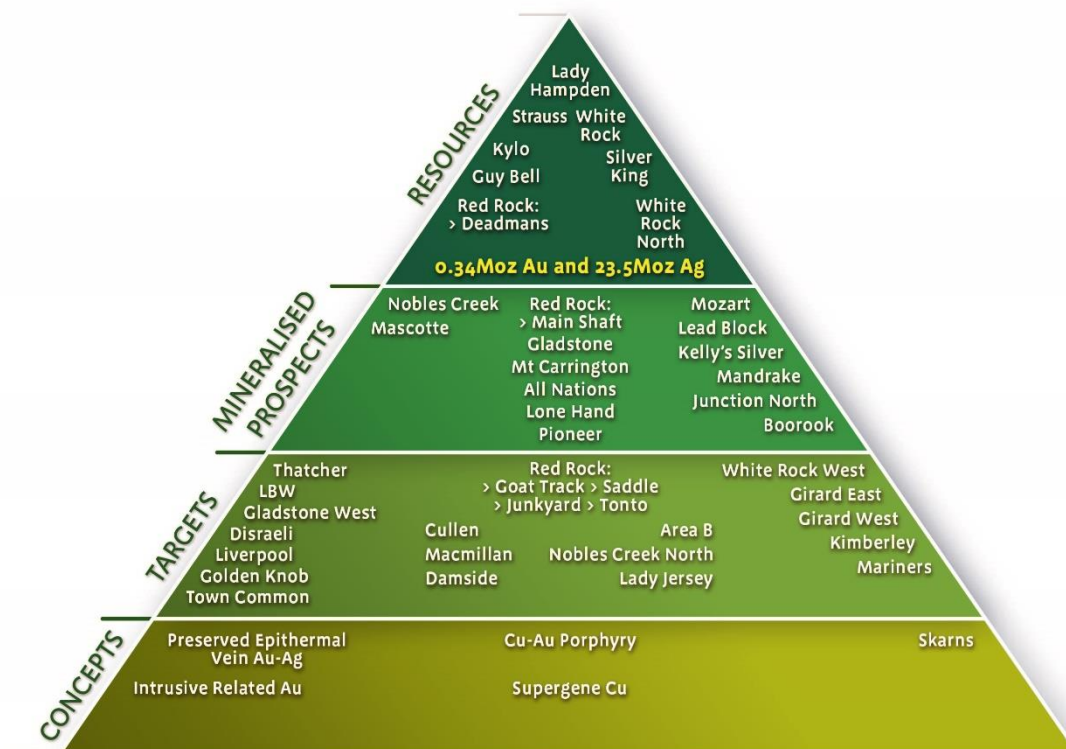 RESOURCES
Lady
Hampden
Strauss White
Rock
Kylo
Silver
King
Guy Bell
Red Rock:
> Deadmans
White
Rock
North
0.34Moz Au and 23.5Moz Ag
MINERALISED
PROSPECTS
Nobles Creek
Mascotte
Red Rock:
> Main Shaft
Gladstone
Mt Carrington
All Nations
Lone Hand
Pioneer
Mozart
Lead Block
Kelly's Silver
Mandrake
Junction North
Boorook
TARGETS
Thatcher
LBW
Gladstone West
Disraeli
Liverpool
Golden Knob
Town Common
Red Rock:
> Goat Track > Saddle
> Junkyard > Tonto
Cullen
Macmillan
Damside
Area B
Nobles Creek North
Lady Jersey
White Rock West
Girard East
Girard West
Kimberley
Mariners
CONCEPTS
Preserved Epithermal
Vein Au-Ag
Intrusive Related Au
Cu-Au Porphyry
Supergene Cu
Skarns